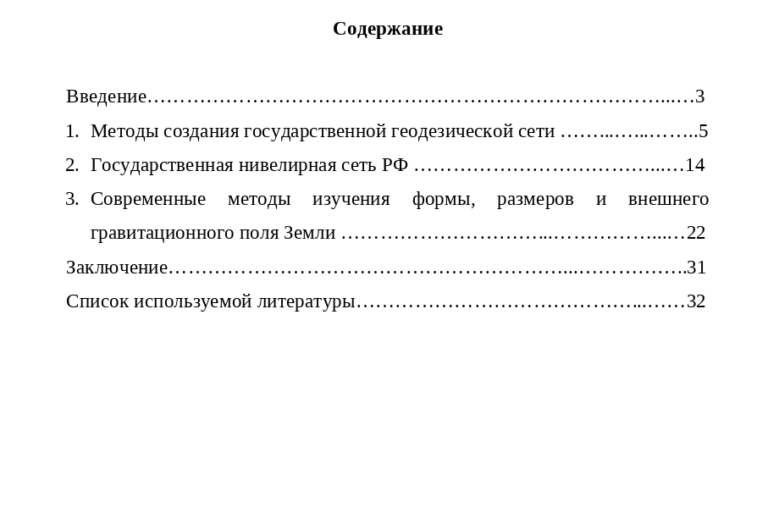 Содержание
Введение……………………………………………………………………...…3
1. Методы создания государственной геодезической сети ……...…...……..5
2. Государственная нивелирная сеть РФ ………………………………...…14
3. Современные методы изучения формы, размеров и внешнего
гравитационного поля Земли …………………………...……………....…22
Заключение……………………………………………………...…………….31
Список используемой литературы……………………………………...……32